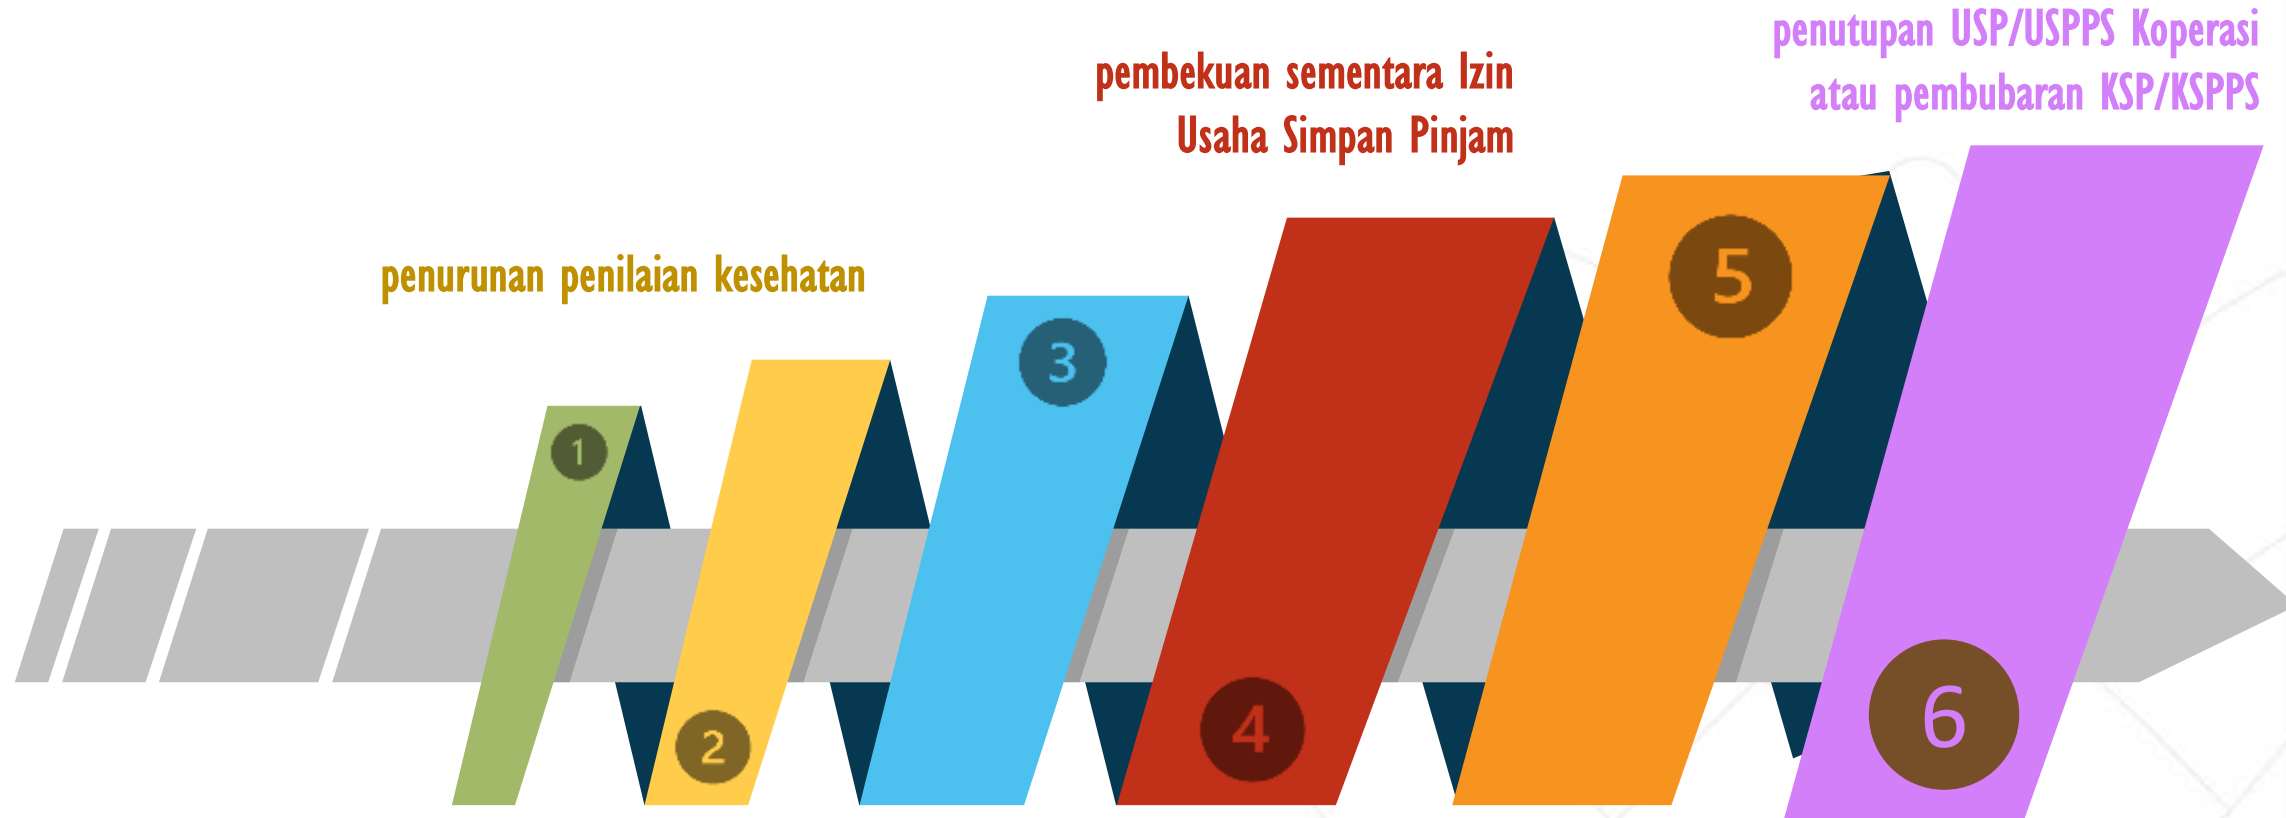 penutupan USP/USPPS Koperasi
atau pembubaran KSP/KSPPS
pembekuan sementara Izin
Usaha Simpan Pinjam
penurunan penilaian kesehatan
1
2
3
4
5
6